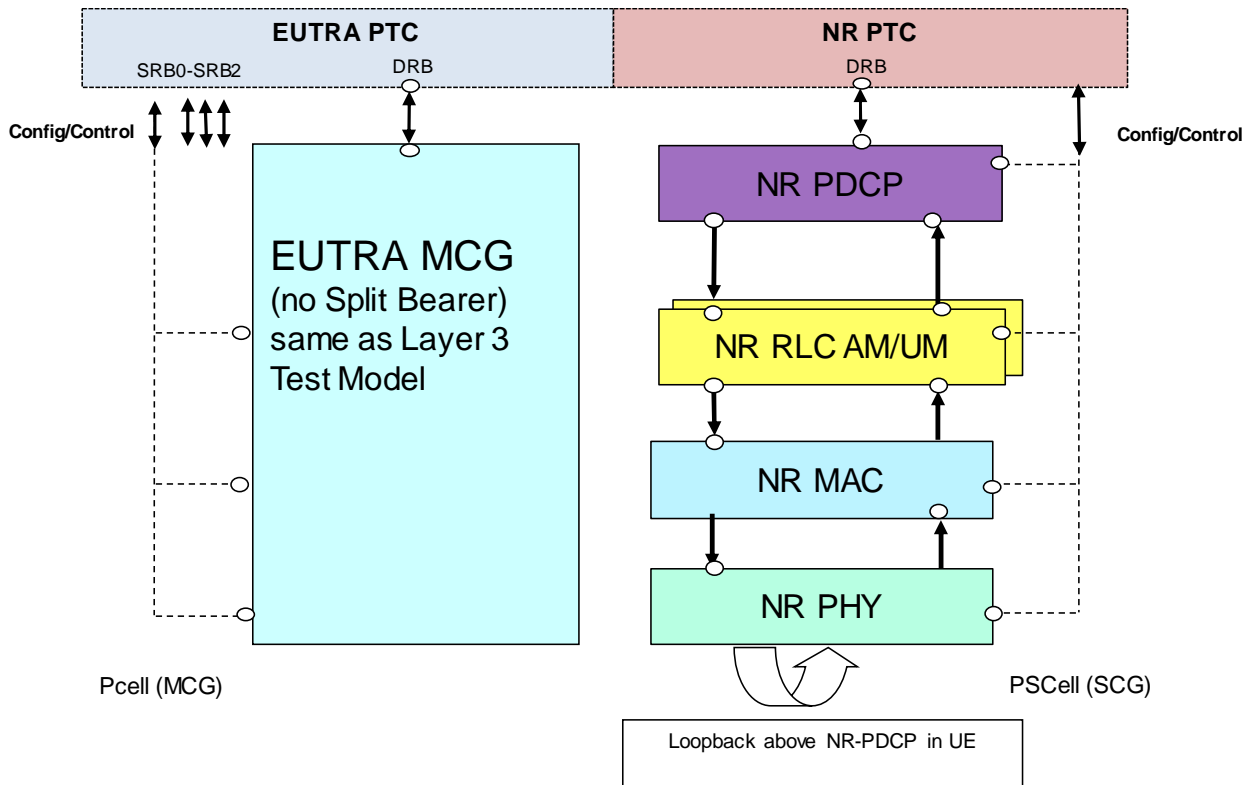 EUTRA PTC
NR PTC
SRB0-SRB2
DRB
DRB
Config/Control
Config/Control
NR PDCP
EUTRA MCG
(no Split Bearer)
same as Layer 3
Test Model
NR RLC AM/UM
NR MAC
NR PHY
Pcell (MCG)
PSCell (SCG)
Loopback above NR-PDCP in UE